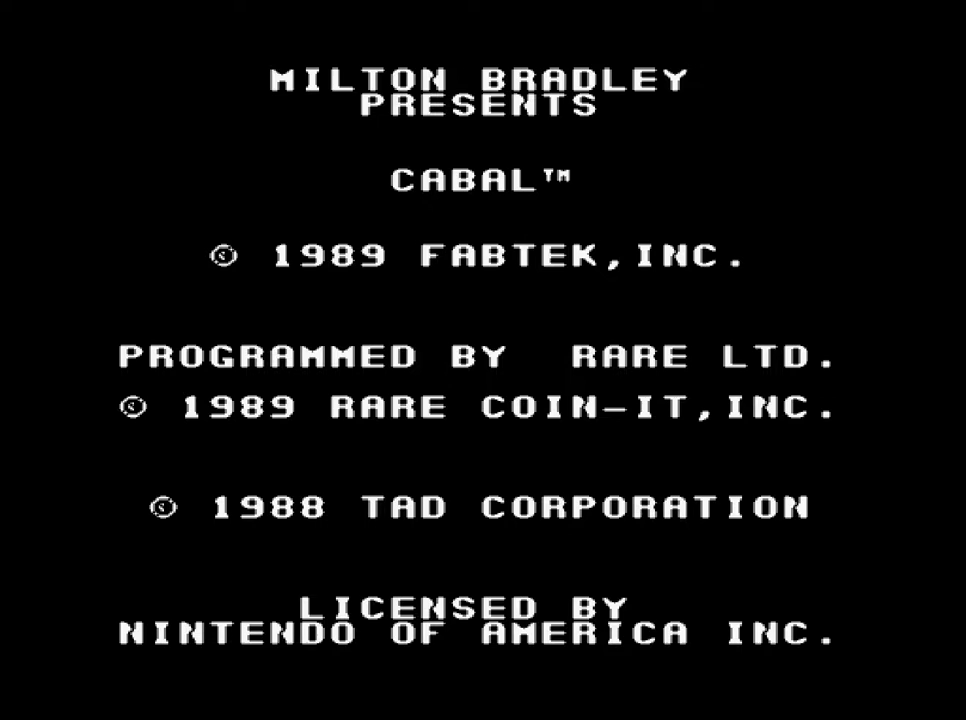 MILTON BRADLEY
PRESENTS
CABAL™
© 1989 FABTEK,INC.
PROGRAMMED BY RARE LTD.
© 1989 RARE COIN-IT,INC.
© 1988 TAD CORPORATION
LICENSED BY
NINTENDO OF AMERICA INC.